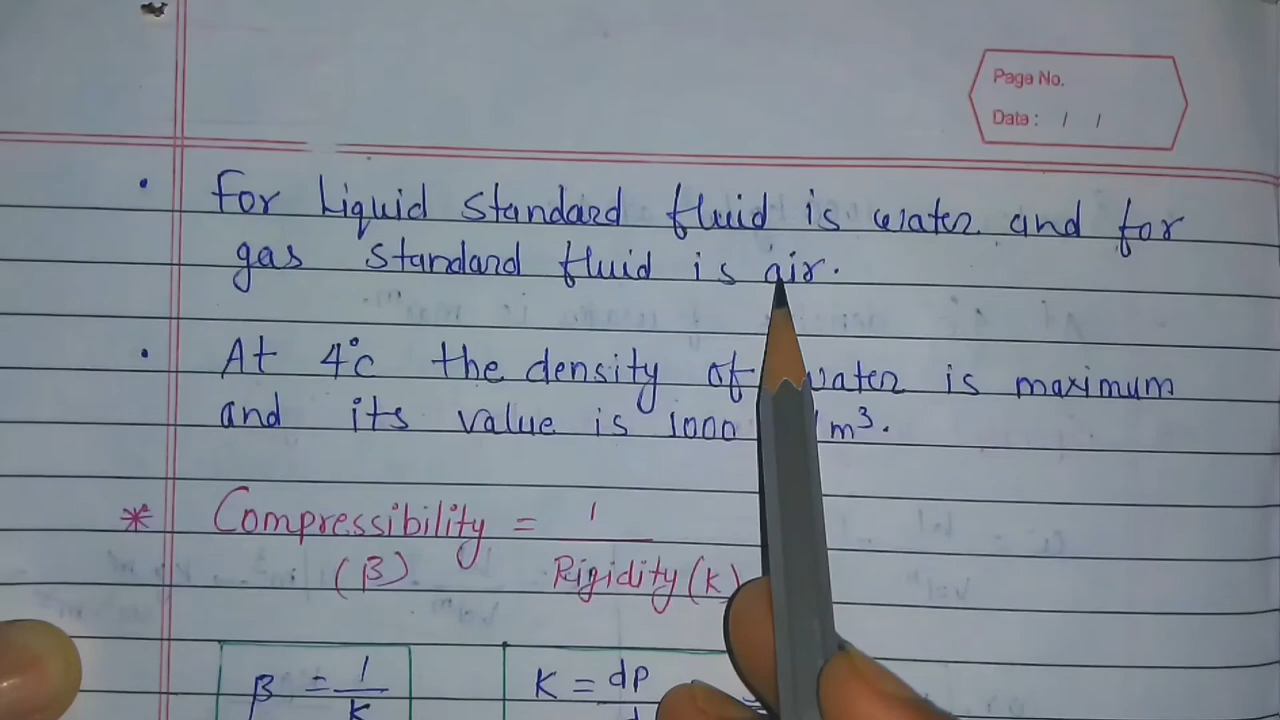 Page No.
Date : / /
• For Liquid standard fluid is water and for
gas standard fluid is air.
• At 4°c the density of water is maximum
and its value is 1000 /m³.
* Compressibility = 1
(β) Rigidity (K)
β = 1
K
K = dp